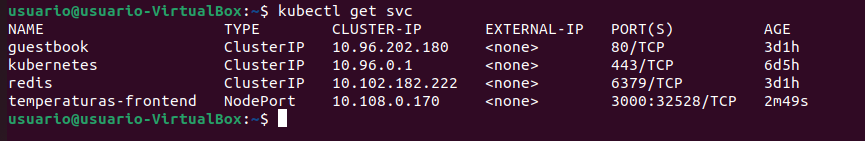 usuario@usuario-VirtualBox:~$ kubectl get svc
NAME TYPE CLUSTER-IP EXTERNAL-IP PORT(S) AGE
guestbook ClusterIP 10.96.202.180 <none> 80/TCP 3d1h
kubernetes ClusterIP 10.96.0.1 <none> 443/TCP 6d5h
redis ClusterIP 10.102.182.222 <none> 6379/TCP 3d1h
temperaturas-frontend NodePort 10.108.0.170 <none> 3000:32528/TCP 2m49s
usuario@usuario-VirtualBox:~$